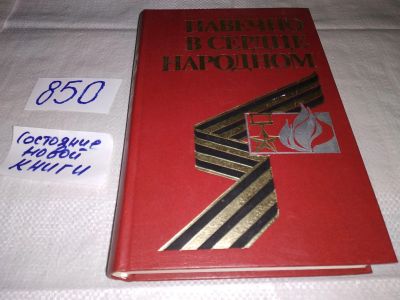 НАВЕЧНО
В СЕРДЦЕ
НАРОДНОМ
850
Состояние
новой
книги